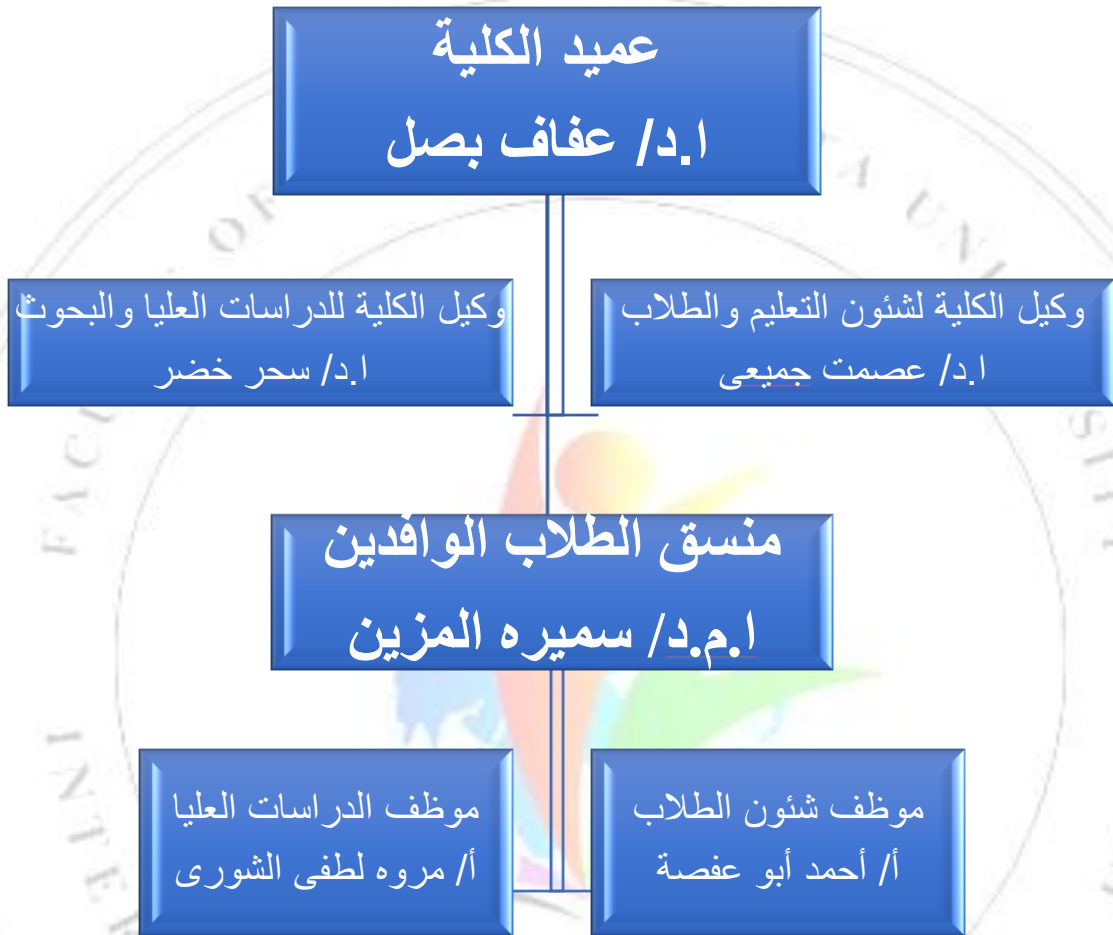 عميد الكلية
ا.د/ عفاف بصل
وكيل الكلية لشئون التعليم والطلاب
ا.د/ عصمت جميعى
وكيل الكلية للدراسات العليا والبحوث
ا.د/ سحر خضر
منسق الطلاب الوافدين
ا.م.د/ سميره المزين
موظف شئون الطلاب
أ/ أحمد أبو عفصة
موظف الدراسات العليا
أ/ مروه لطفى الشورى